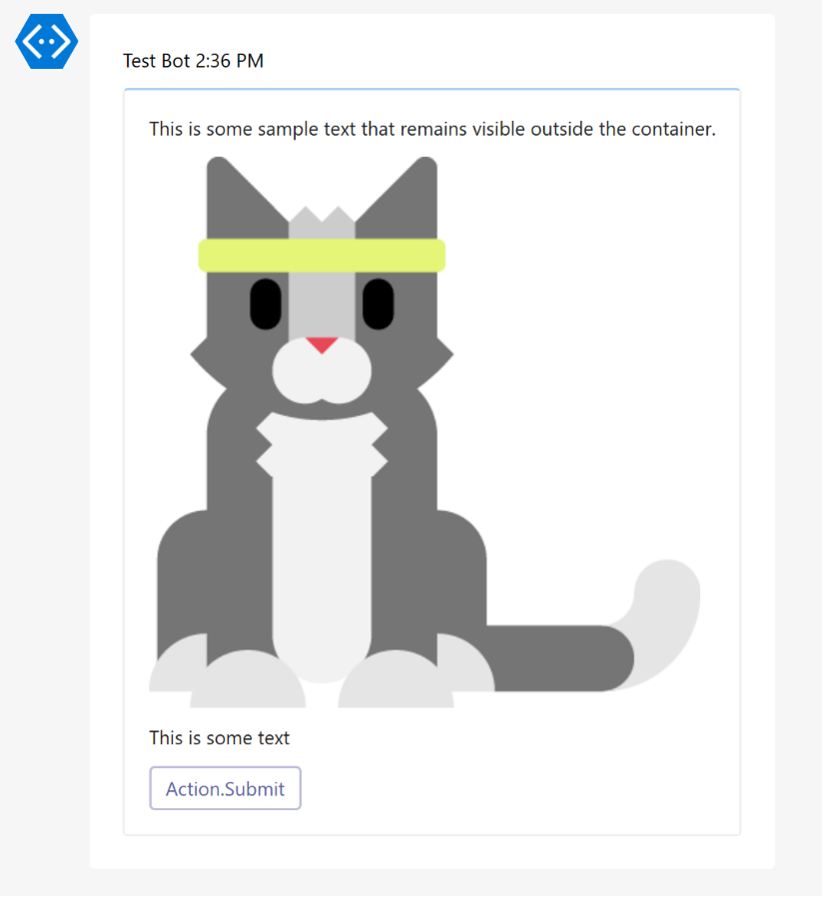 Test Bot 2:36 PM
This is some sample text that remains visible outside the container.
This is some text
Action.Submit